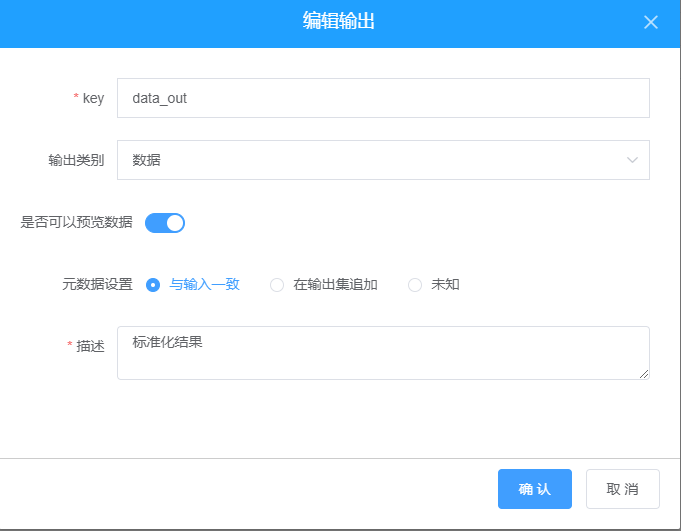 编辑输出
* key data_out
输出类别 数据
是否可以预览数据
元数据设置 与输入一致 在输出集追加 未知
* 描述 标准化结果
确 认 取 消